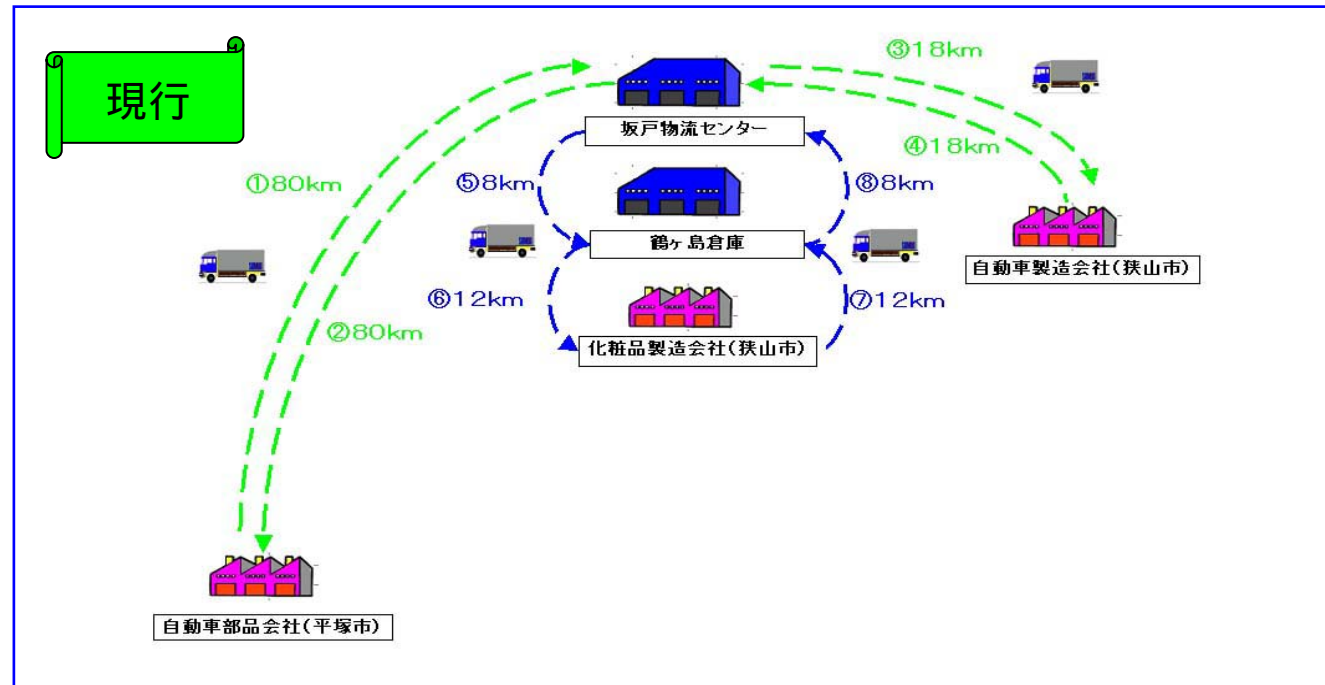 現行
③18km
坂戸物流センター
④18km
①80km
⑤8km
⑧8km
鶴ヶ島倉庫
自動車製造会社(狭山市)
⑥12km
⑦12km
②80km
化粧品製造会社(狭山市)
自動車部品会社(平塚市)